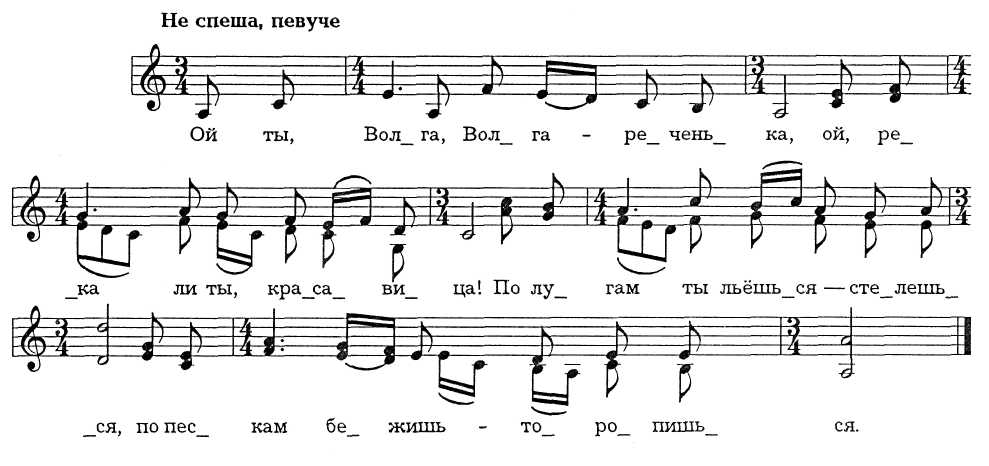 Не спеша, певуче
Ой ты, Вол_ га, Вол_ га - ре_ чень_ ка, ой, ре_
_ка ли ты, кра_са_ ви_ ца! По лу_ гам ты льёшь_ся — сте_лешь_
_ся, по пес_ кам бе_ жишь - то_ ро_ пишь_ ся.